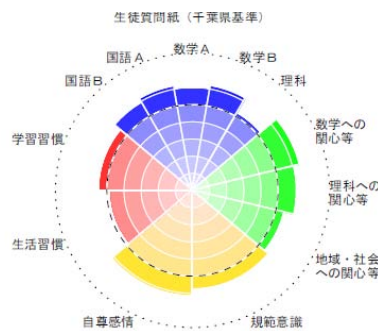 生徒質問紙（千葉県基準）
数学A
国語A
数学B
国語B
理科
学習習慣
数学への
関心等
理科への
関心等
生活習慣
地域・社会
への関心等
自尊感情
規範意識